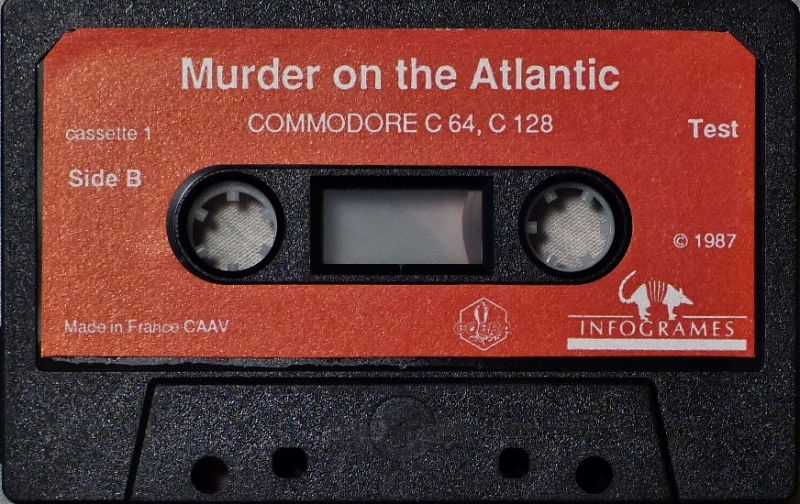 Murder on the Atlantic
COMMODORE C 64, C 128
cassette 1
Test
Side B
© 1987
Made in France CAAV
COBRA
INFOGRAMES